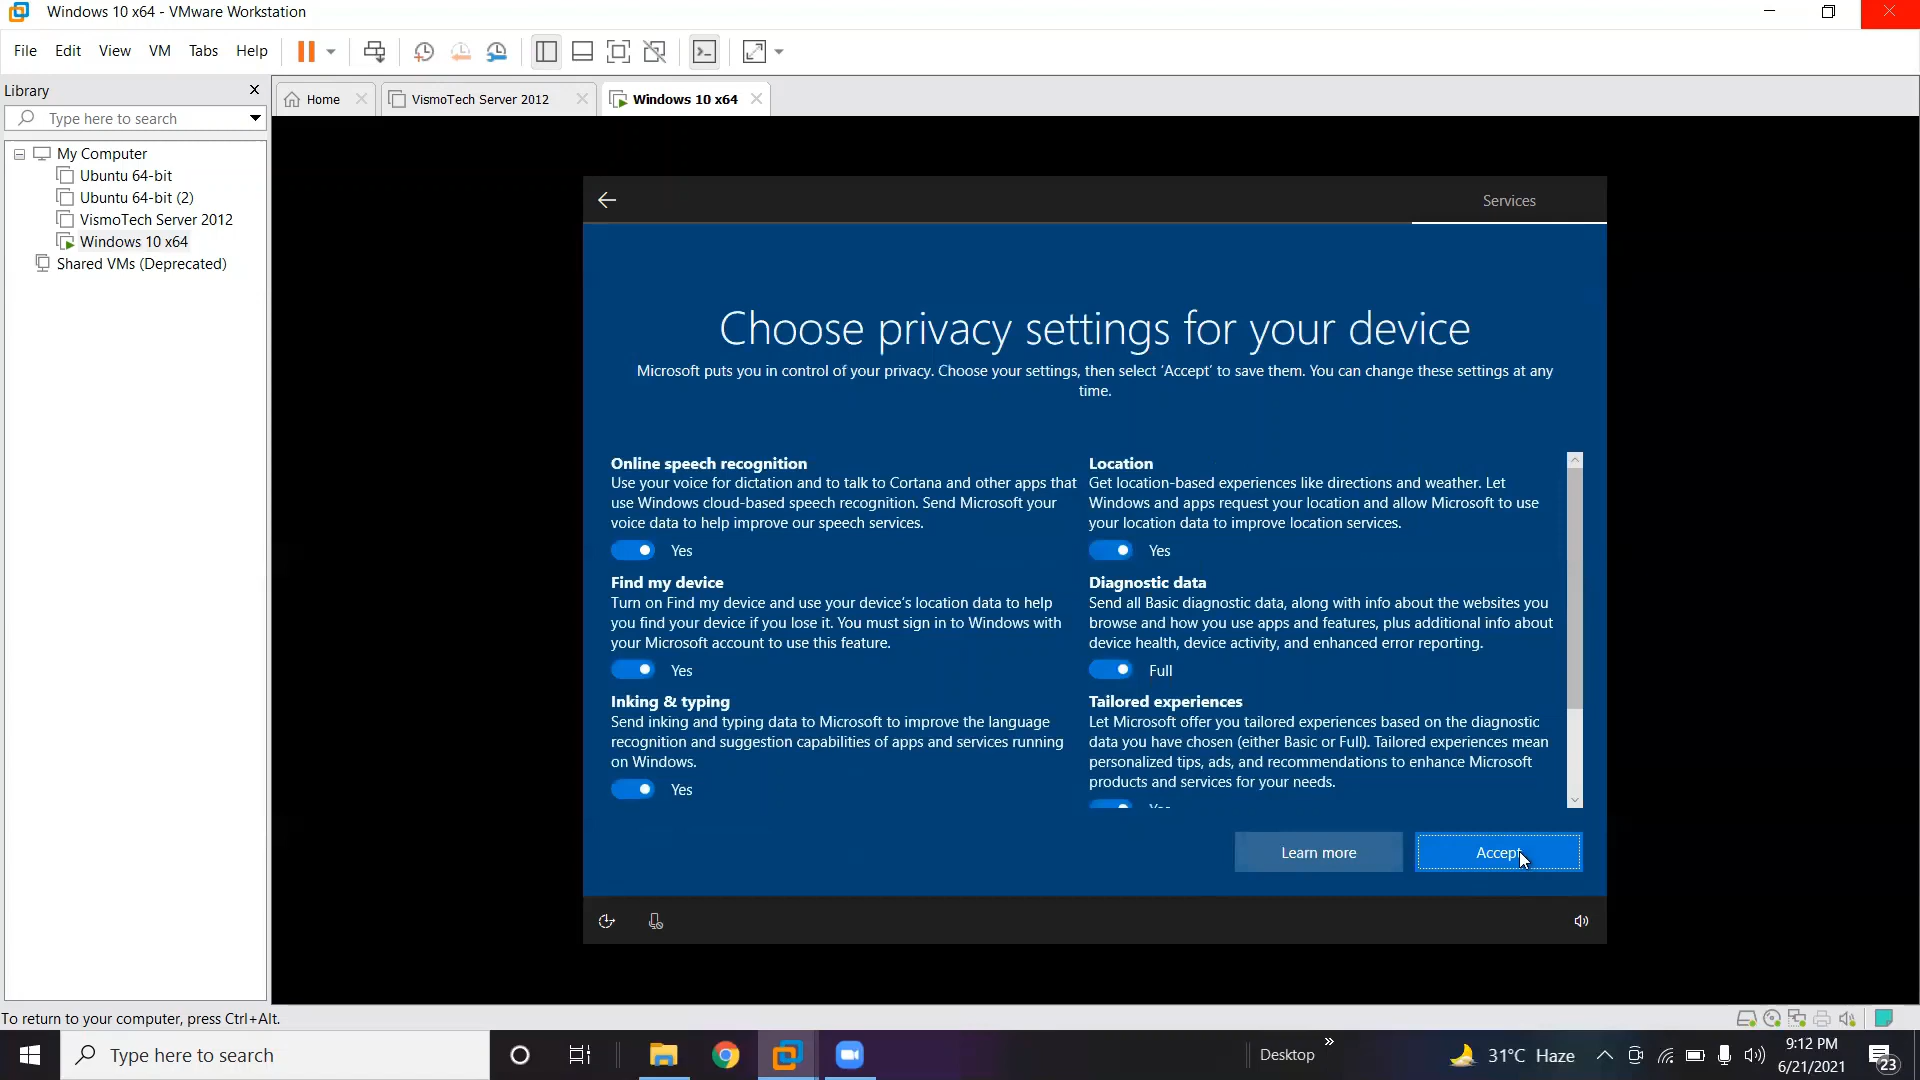 Windows 10 x64 - VMware Workstation
File Edit View VM Tabs Help
Library
Type here to search
My Computer
Ubuntu 64-bit
Ubuntu 64-bit (2)
VismoTech Server 2012
Windows 10 x64
Shared VMs (Deprecated)
Home
VismoTech Server 2012
Windows 10 x64
Services
Choose privacy settings for your device
Microsoft puts you in control of your privacy. Choose your settings, then select ‘Accept’ to save them. You can change these settings at any
time.
Online speech recognition
Use your voice for dictation and to talk to Cortana and other apps that
use Windows cloud-based speech recognition. Send Microsoft your
voice data to help improve our speech services.
Yes
Find my device
Turn on Find my device and use your device’s location data to help
you find your device if you lose it. You must sign in to Windows with
your Microsoft account to use this feature.
Yes
Inking & typing
Send inking and typing data to Microsoft to improve the language
recognition and suggestion capabilities of apps and services running
on Windows.
Yes
Location
Get location-based experiences like directions and weather. Let
Windows and apps request your location and allow Microsoft to use
your location data to improve location services.
Yes
Diagnostic data
Send all Basic diagnostic data, along with info about the websites you
browse and how you use apps and features, plus additional info about
device health, device activity, and enhanced error reporting.
Full
Tailored experiences
Let Microsoft offer you tailored experiences based on the diagnostic
data you have chosen (either Basic or Full). Tailored experiences mean
personalized tips, ads, and recommendations to enhance Microsoft
products and services for your needs.
Yes
Learn more
Accept
To return to your computer, press Ctrl+Alt.
Type here to search
Desktop
31°C Haze
9:12 PM
6/21/2021
23